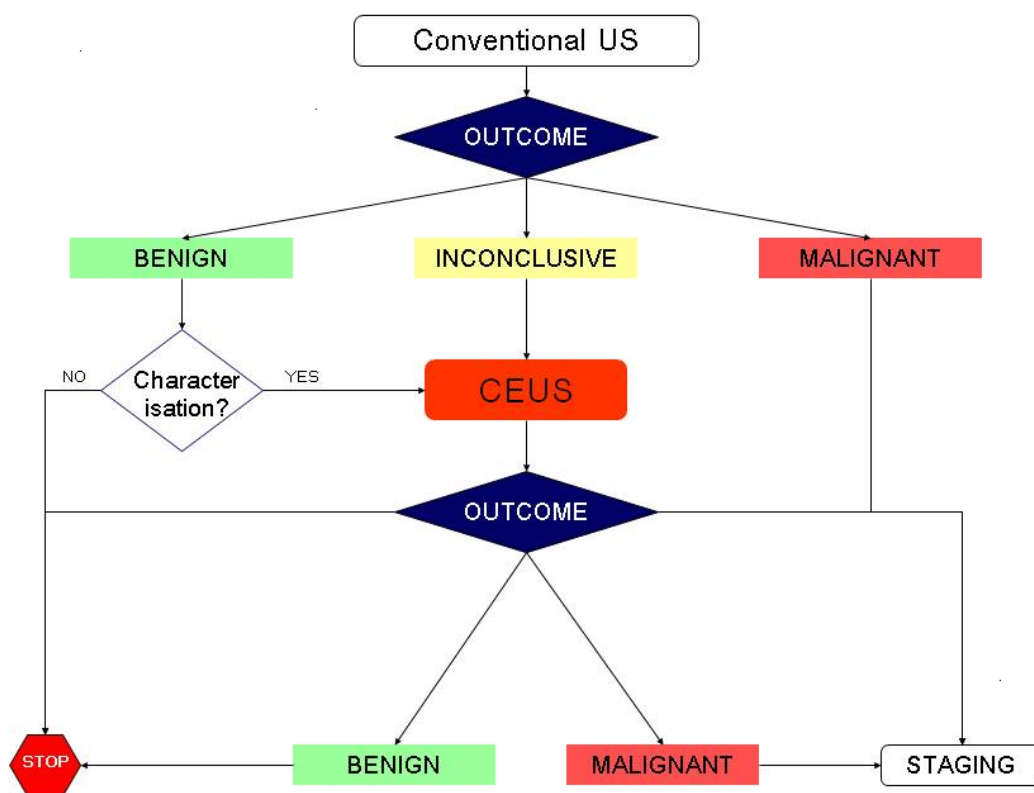 Conventional US
OUTCOME
BENIGN
INCONCLUSIVE
MALIGNANT
NO
Character
isation?
YES
CEUS
OUTCOME
STOP
BENIGN
MALIGNANT
STAGING